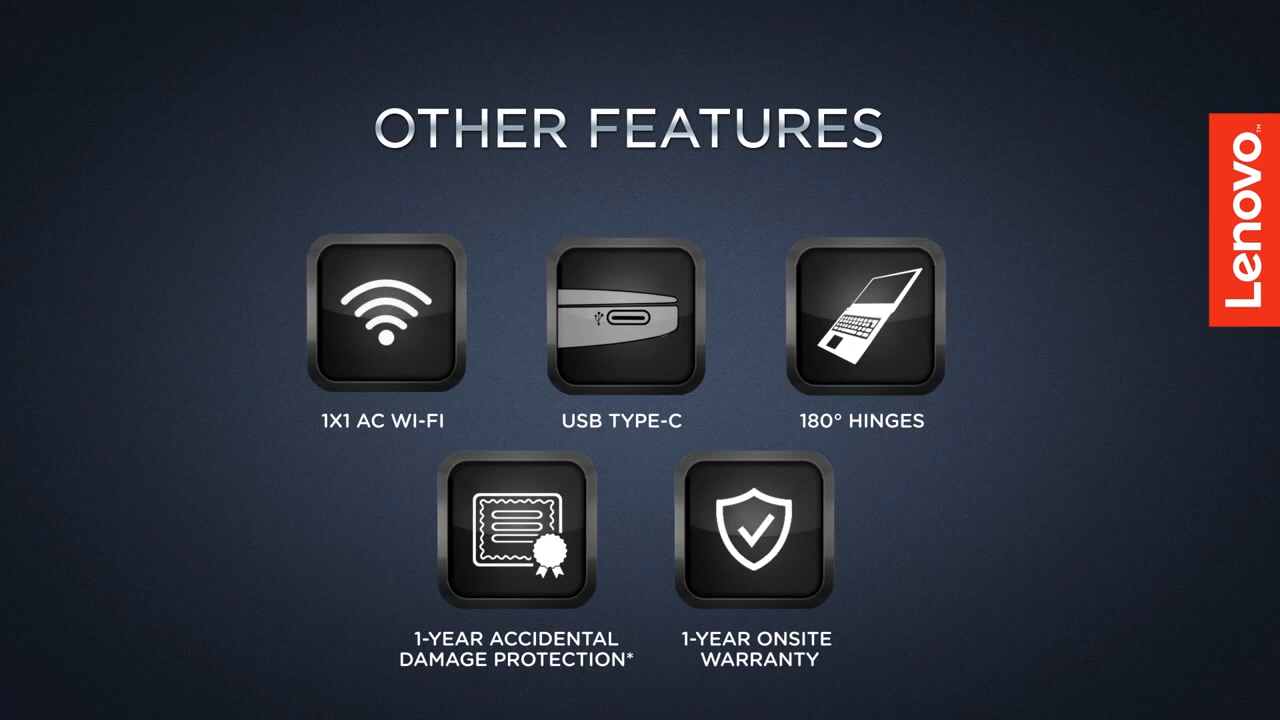 OTHER FEATURES
Lenovo™
1X1 AC WI-FI
USB TYPE-C
180° HINGES
1-YEAR ACCIDENTAL
DAMAGE PROTECTION*
1-YEAR ONSITE
WARRANTY